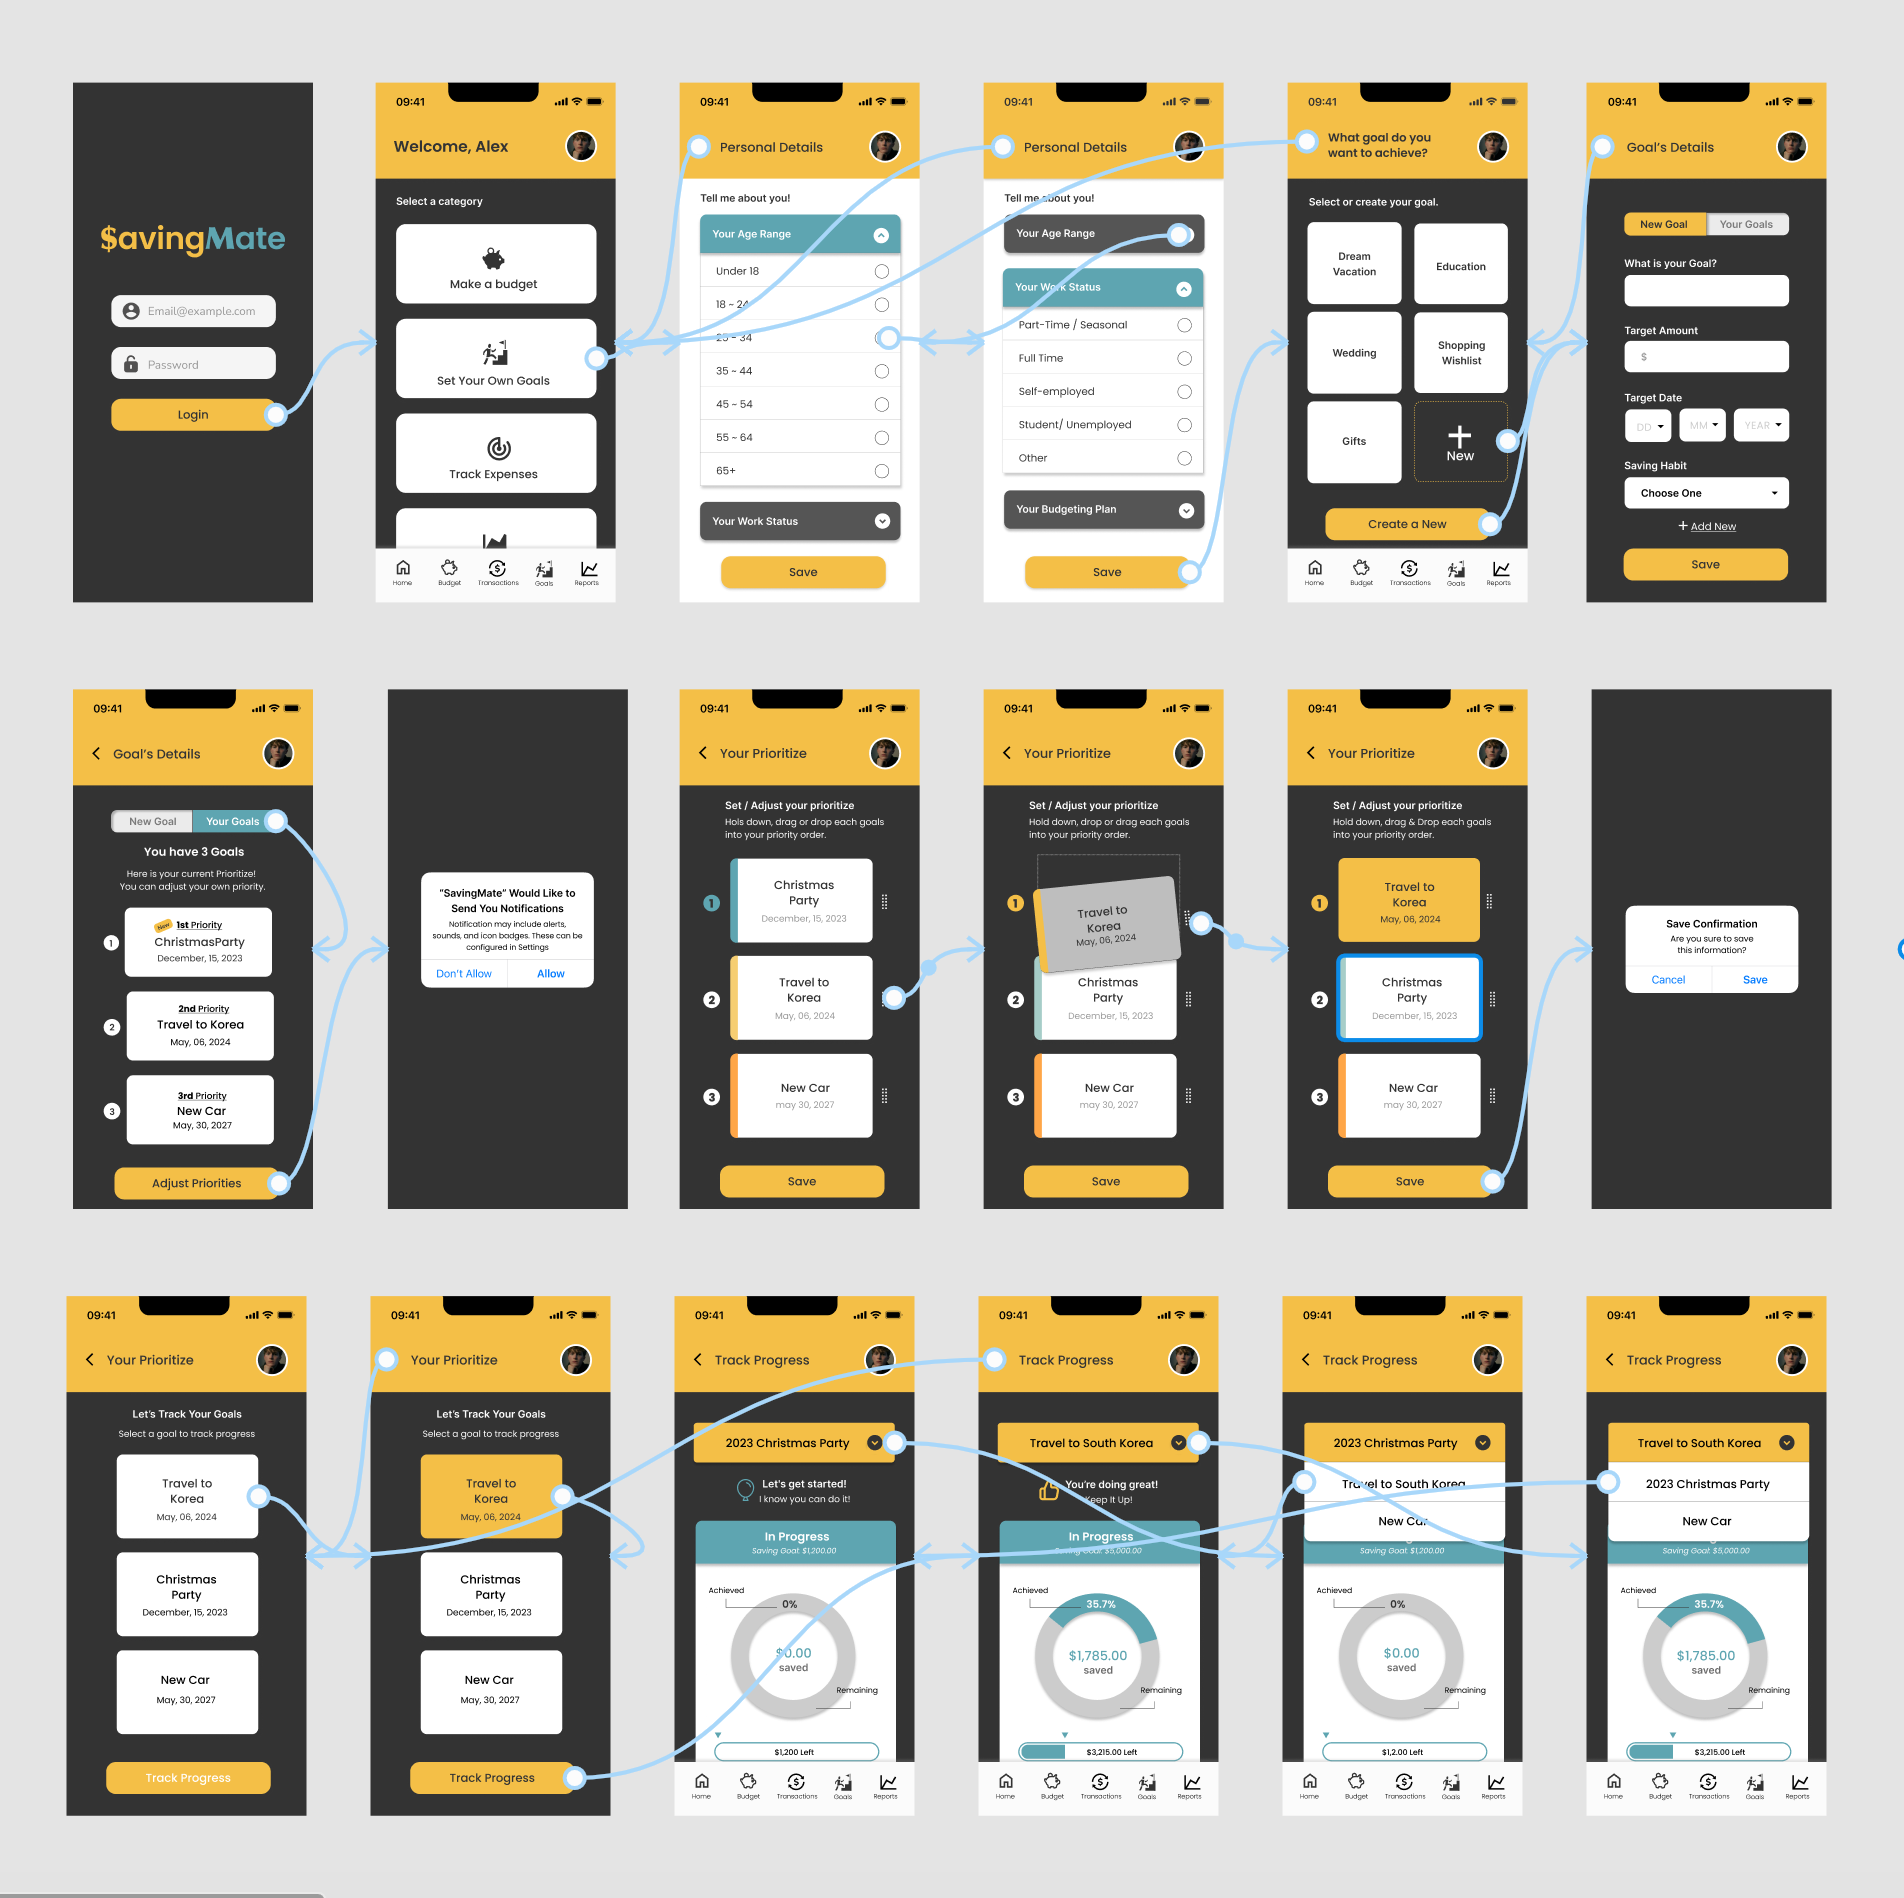 $avingMate
Email@example.com
Password
Login
09:41
Welcome, Alex
Select a category
Make a budget
Set Your Own Goals
Track Expenses
Home Budget Transactions Goals Reports
09:41
Personal Details
Tell me about you!
Your Age Range
Under 18
18 ~ 24
25 ~ 34
35 ~ 44
45 ~ 54
55 ~ 64
65+
Your Work Status
Save
09:41
Personal Details
Tell me about you!
Your Age Range
Your Work Status
Part-Time / Seasonal
Full Time
Self-employed
Student/ Unemployed
Other
Your Budgeting Plan
Save
09:41
What goal do you
want to achieve?
Select or create your goal.
Dream
Vacation
Education
Wedding
Shopping
Wishlist
Gifts
New
Create a New
Home Budget Transactions Goals Reports
09:41
Goal's Details
New Goal Your Goals
What is your Goal?
Target Amount
$
Target Date
DD MM YEAR
Saving Habit
Choose One
+ Add New
Save
09:41
Goal's Details
New Goal Your Goals
You have 3 Goals
Here is your current Prioritize!
You can adjust your own priority.
New 1st Priority
1 ChristmasParty
December, 15, 2023
2nd Priority
2 Travel to Korea
May, 06, 2024
3rd Priority
3 New Car
May, 30, 2027
Adjust Priorities
"SavingMate" Would Like to
Send You Notifications
Notification may include alerts,
sounds, and icon badges. These can be
configured in Settings
Don't Allow Allow
09:41
Your Prioritize
Set / Adjust your prioritize
Hols down, drag or drop each goals
into your priority order.
1 Christmas
Party
December, 15, 2023
2 Travel to
Korea
May, 06, 2024
3 New Car
may 30, 2027
Save
09:41
Your Prioritize
Set / Adjust your prioritize
Hold down, drop or drag each goals
into your priority order.
1 Travel to
Korea
May, 06, 2024
2 Christmas
Party
December, 15, 2023
3 New Car
may 30, 2027
Save
09:41
Your Prioritize
Set / Adjust your prioritize
Hold down, drag & Drop each goals
into your priority order.
1 Travel to
Korea
May, 06, 2024
2 Christmas
Party
December, 15, 2023
3 New Car
may 30, 2027
Save
Save Confirmation
Are you sure to save
this information?
Cancel Save
09:41
Your Prioritize
Let's Track Your Goals
Select a goal to track progress
Travel to
Korea
May, 06, 2024
Christmas
Party
December, 15, 2023
New Car
May, 30, 2027
Track Progress
09:41
Your Prioritize
Let's Track Your Goals
Select a goal to track progress
Travel to
Korea
May, 06, 2024
Christmas
Party
December, 15, 2023
New Car
May, 30, 2027
Track Progress
09:41
Track Progress
2023 Christmas Party
Let's get started!
I know you can do it!
In Progress
Saving Goal: $1,200.00
Achieved
0%
$0.00
saved
Remaining
$1,200 Left
Home Budget Transactions Goals Reports
09:41
Track Progress
Travel to South Korea
You're doing great!
Keep It Up!
In Progress
Saving Goal: $5,000.00
Achieved
35.7%
$1,785.00
saved
Remaining
$3,215.00 Left
Home Budget Transactions Goals Reports
09:41
Track Progress
2023 Christmas Party
Travel to South Korea
New Car
Saving Goal: $1,200.00
Achieved
0%
$0.00
saved
Remaining
$1,2.00 Left
Home Budget Transactions Goals Reports
09:41
Track Progress
Travel to South Korea
2023 Christmas Party
New Car
Saving Goal: $5,000.00
Achieved
35.7%
$1,785.00
saved
Remaining
$3,215.00 Left
Home Budget Transactions Goals Reports